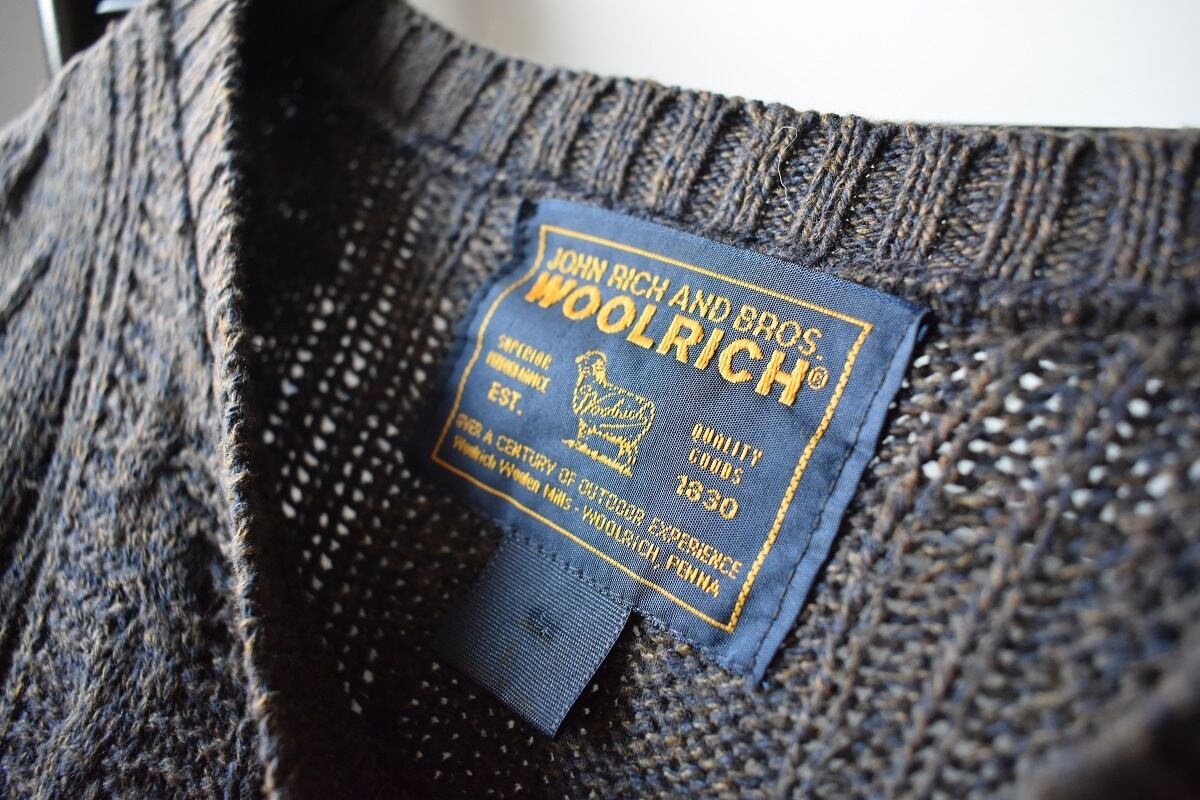 JOHN RICH AND BROS.
WOOLRICH®
SUPERIOR
EST.
Woolrich
QUALITY
GOODS
1830
OVER A CENTURY OF OUTDOOR EXPERIENCE
Woolrich Woolen Mills - WOOLRICH, PENNA